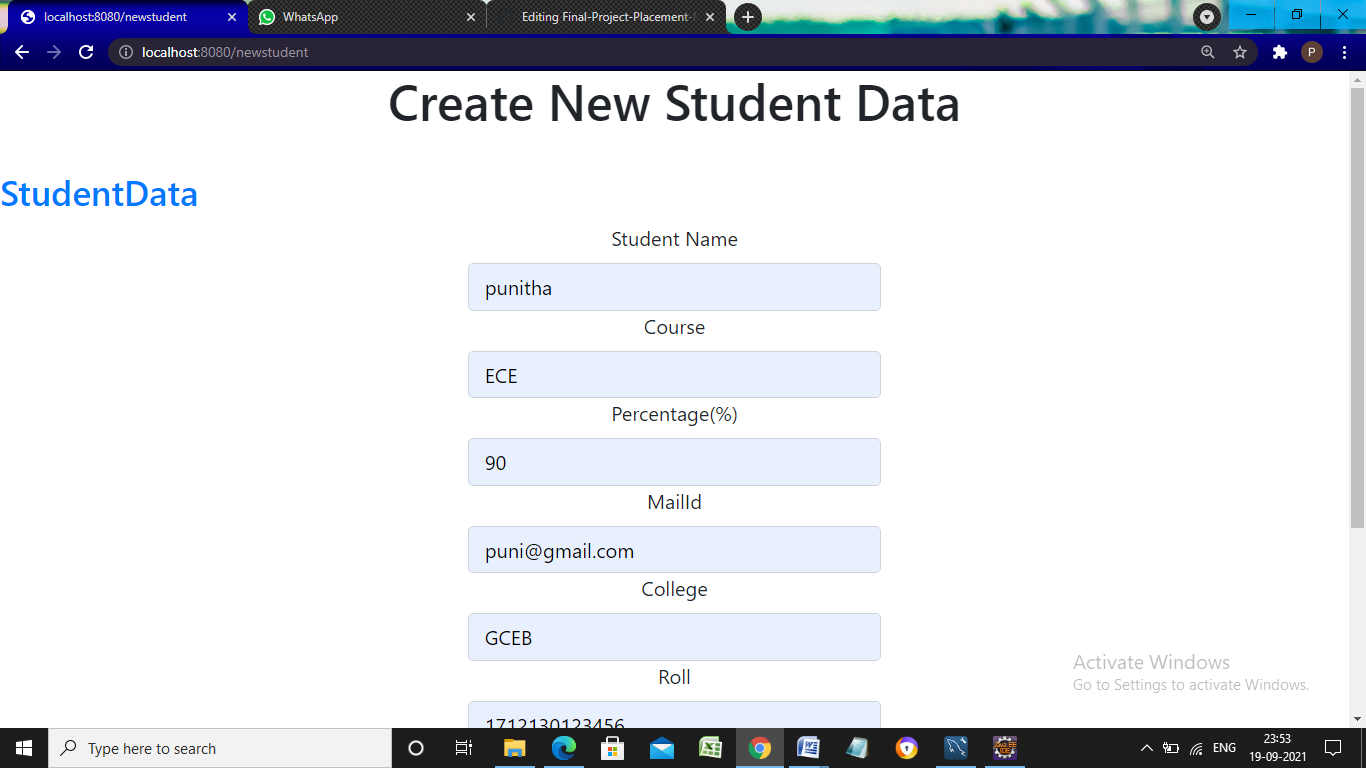 localhost:8080/newstudent
WhatsApp
Editing Final-Project-Placement-
localhost:8080/newstudent
P
Create New Student Data
StudentData
Student Name
punitha
Course
ECE
Percentage(%)
90
MailId
puni@gmail.com
College
GCEB
Roll
1712130123456
Activate Windows
Go to Settings to activate Windows.
Type here to search
ENG
23:53
19-09-2021